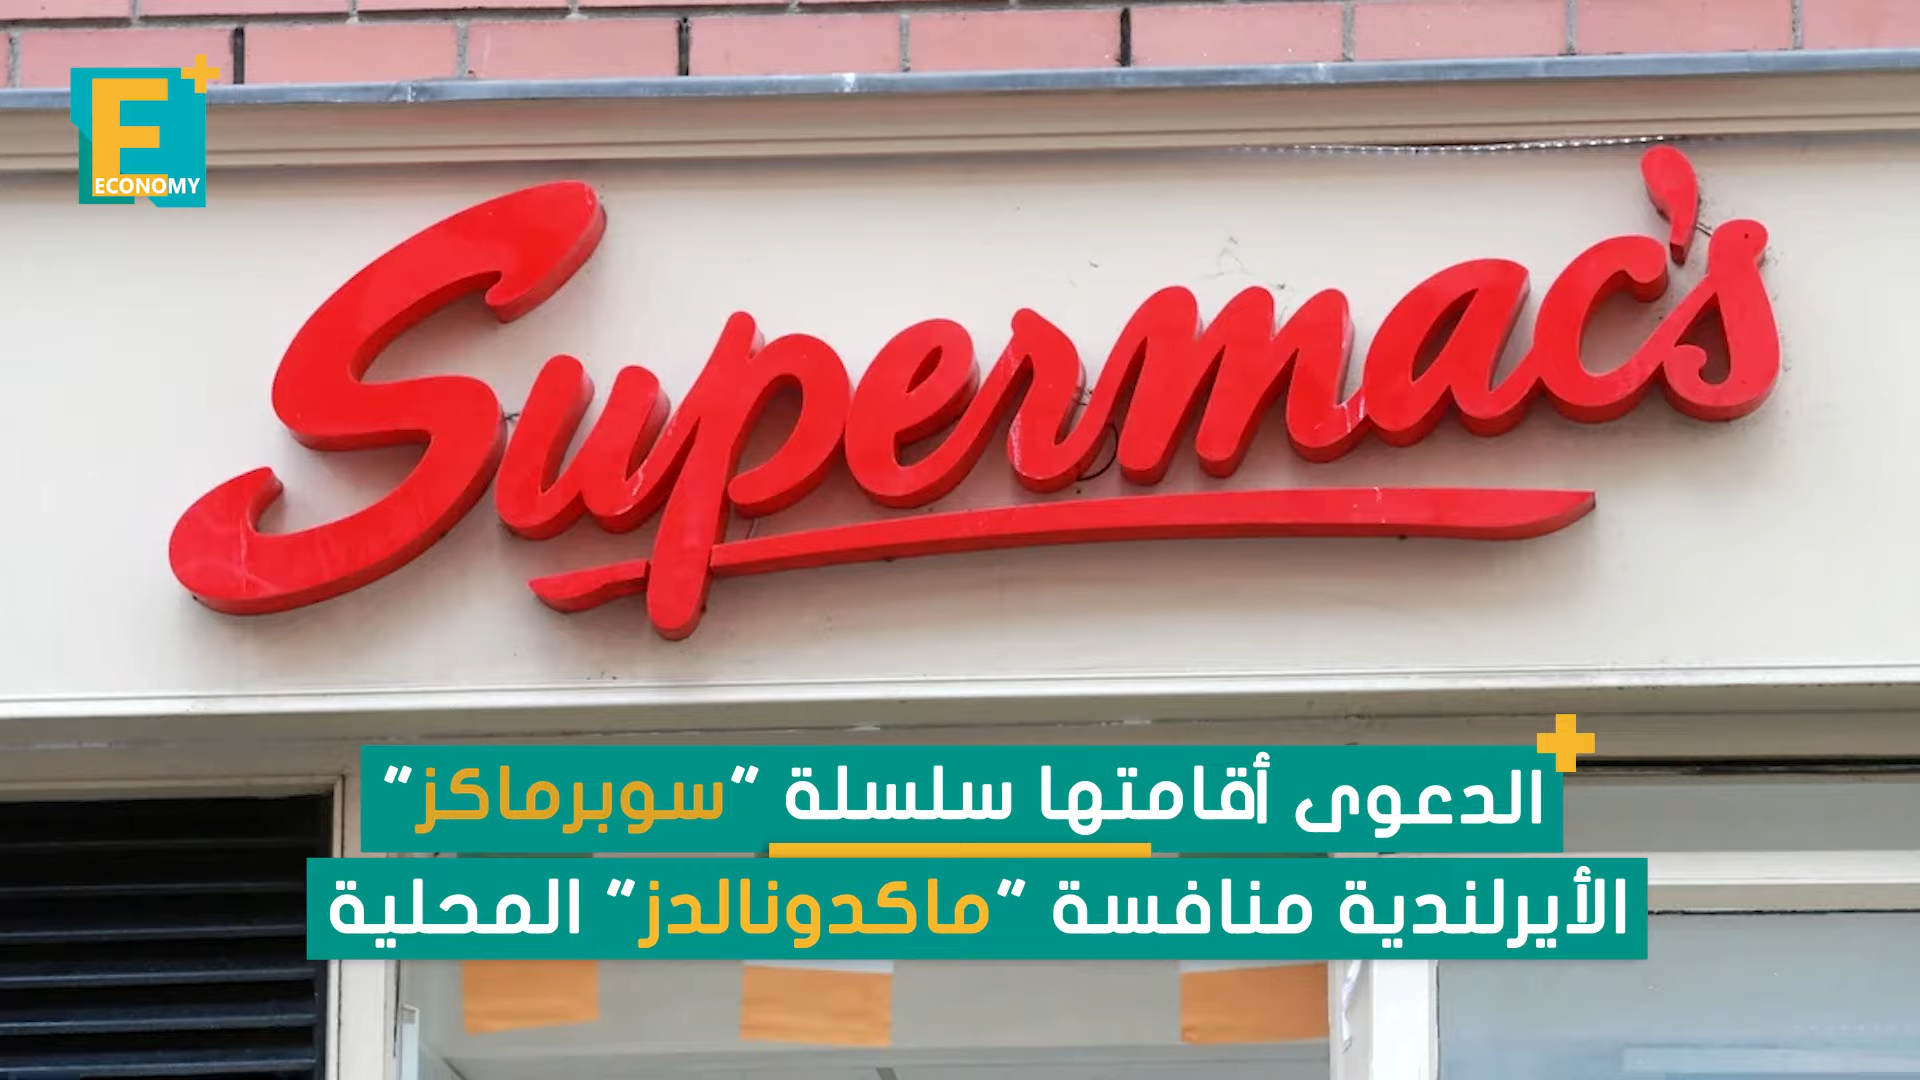 E+
ECONOMY
Supermac's
الدعوى أقامتها سلسلة "سوبرماكز"
الأيرلندية منافسة "ماكدونالدز" المحلية